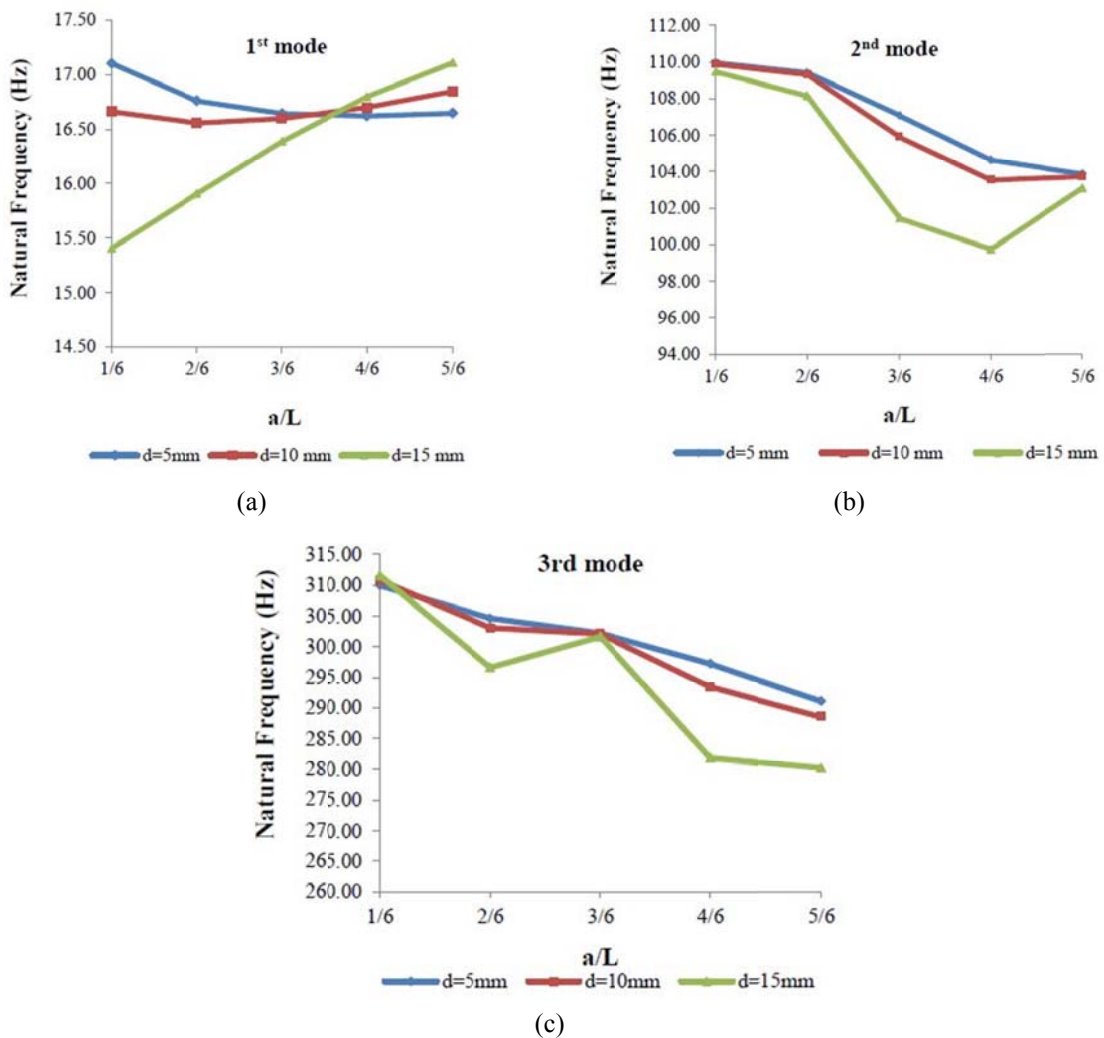 1st mode
Natural Frequency (Hz)
17.50
17.00
16.50
16.00
15.50
15.00
14.50
1/6 2/6 3/6 4/6 5/6
a/L
d=5mm d=10 mm d=15 mm
(a)
2nd mode
Natural Frequency (Hz)
112.00
110.00
108.00
106.00
104.00
102.00
100.00
98.00
96.00
94.00
1/6 2/6 3/6 4/6 5/6
a/L
d=5 mm d=10 mm d=15 mm
(b)
3rd mode
Natural Frequency (Hz)
315.00
310.00
305.00
300.00
295.00
290.00
285.00
280.00
275.00
270.00
265.00
260.00
1/6 2/6 3/6 4/6 5/6
a/L
d=5mm d=10mm d=15mm
(c)